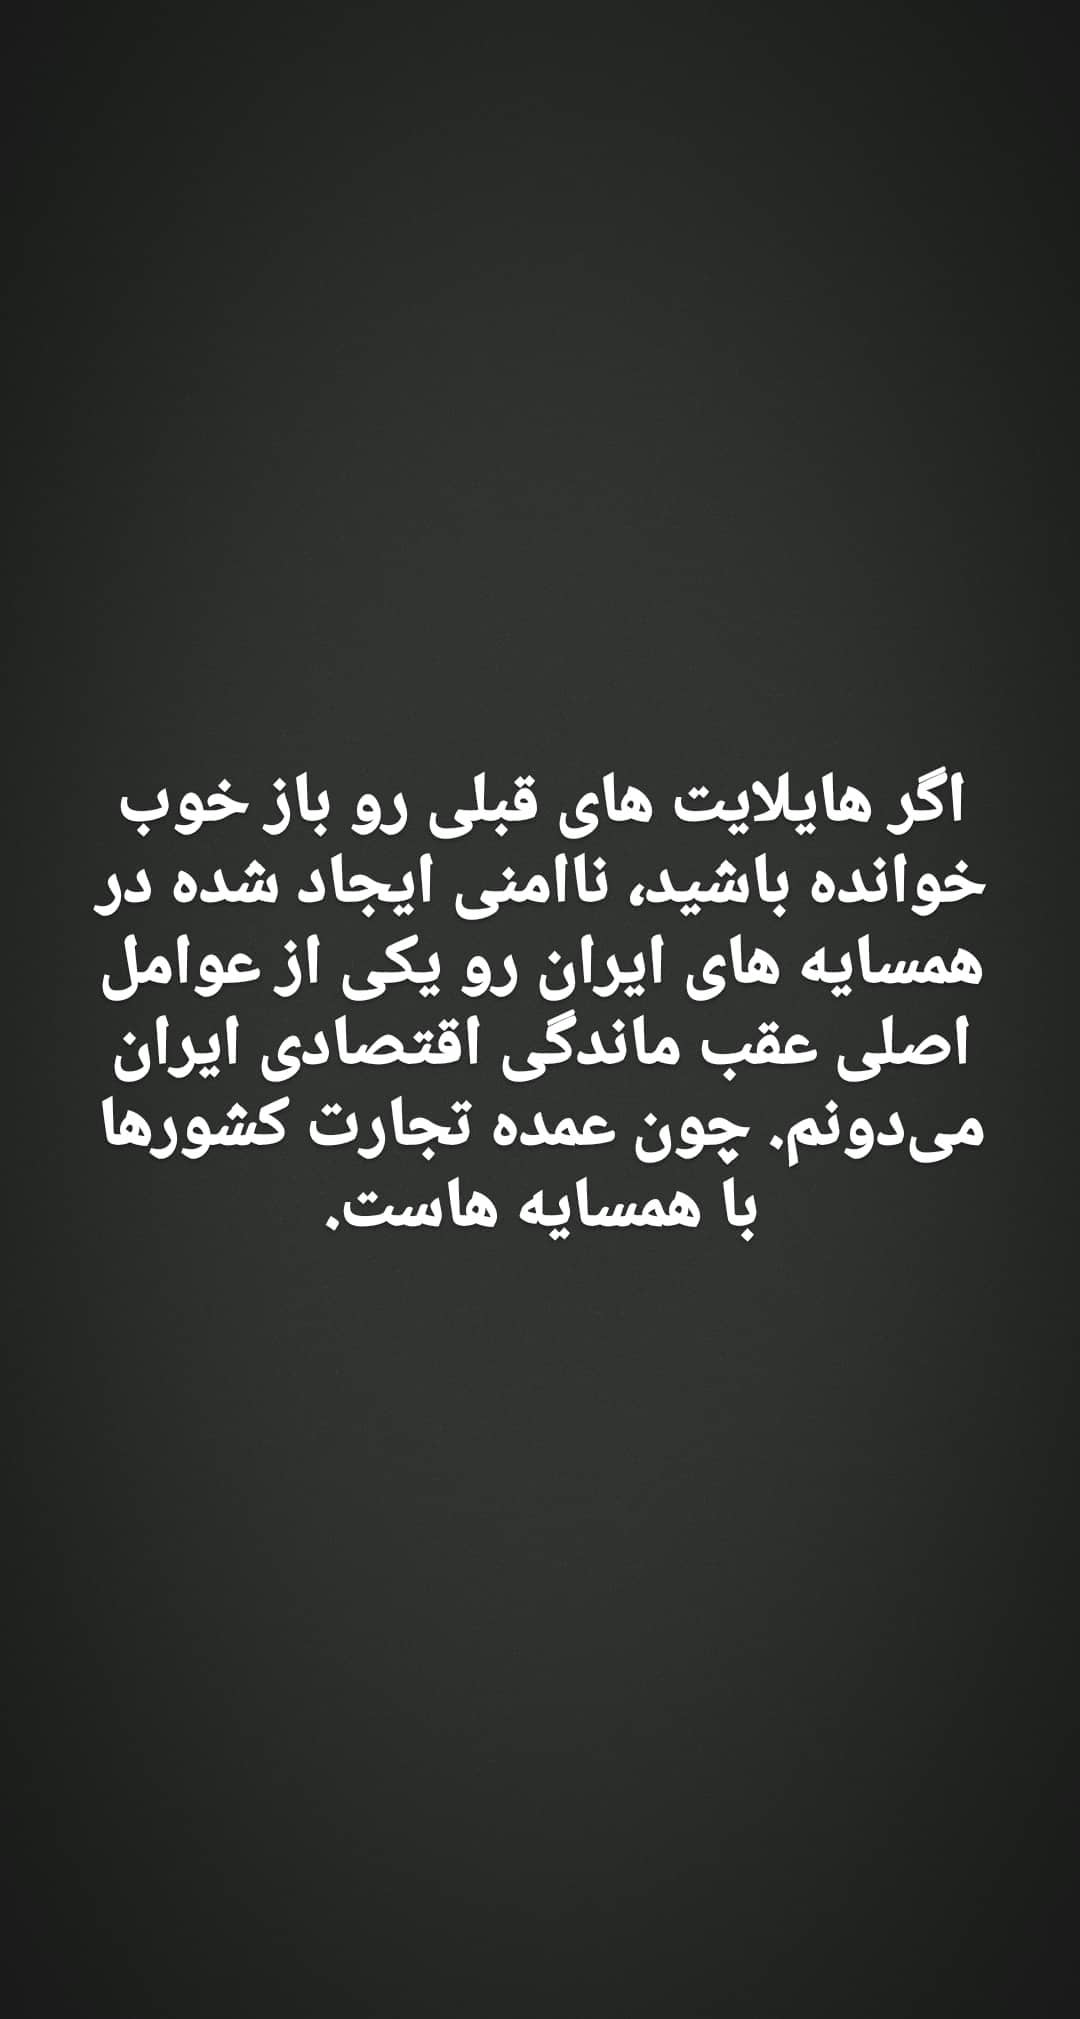 اگر هایلایت های قبلی رو باز خوب
خوانده باشید، ناامنی ایجاد شده در
همسایه های ایران رو یکی از عوامل
اصلی عقب ماندگی اقتصادی ایران
می‌دونم. چون عمده تجارت کشورها
با همسایه هاست.